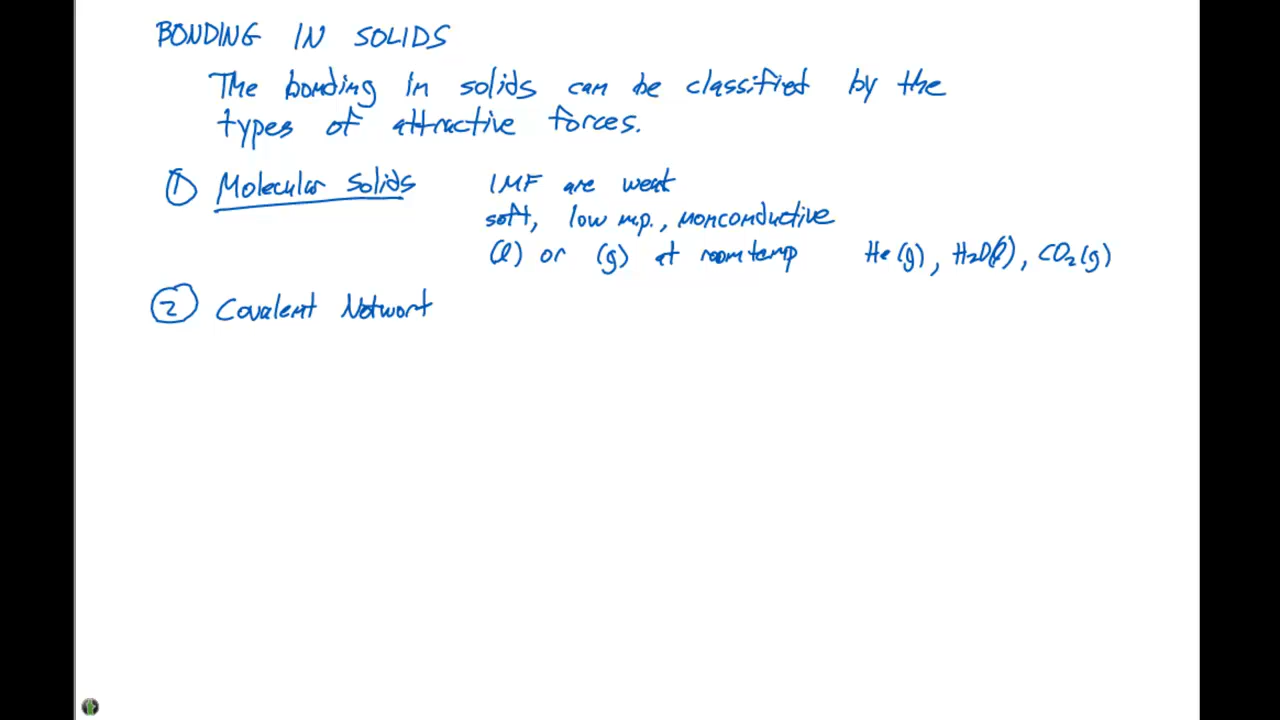 BONDING IN SOLIDS
The bonding in solids can be classified by the
types of attractive forces.
① Molecular Solids IMF are weak
soft, low m.p., nonconductive
(l) or (g) at room temp He(g), H₂O(l), CO₂(g)
② Covalent Network